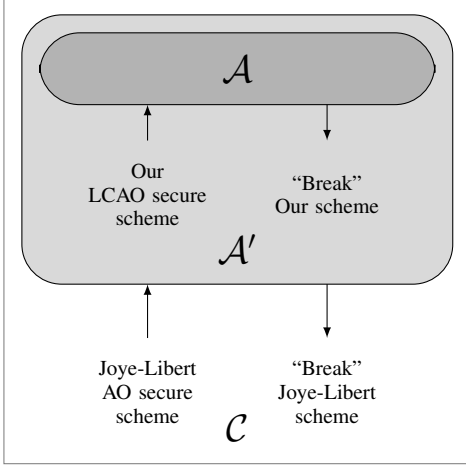 𝒜
Our
LCAO secure
scheme
“Break”
Our scheme
𝒜′
Joye-Libert
AO secure
scheme
“Break”
Joye-Libert
scheme
𝒞